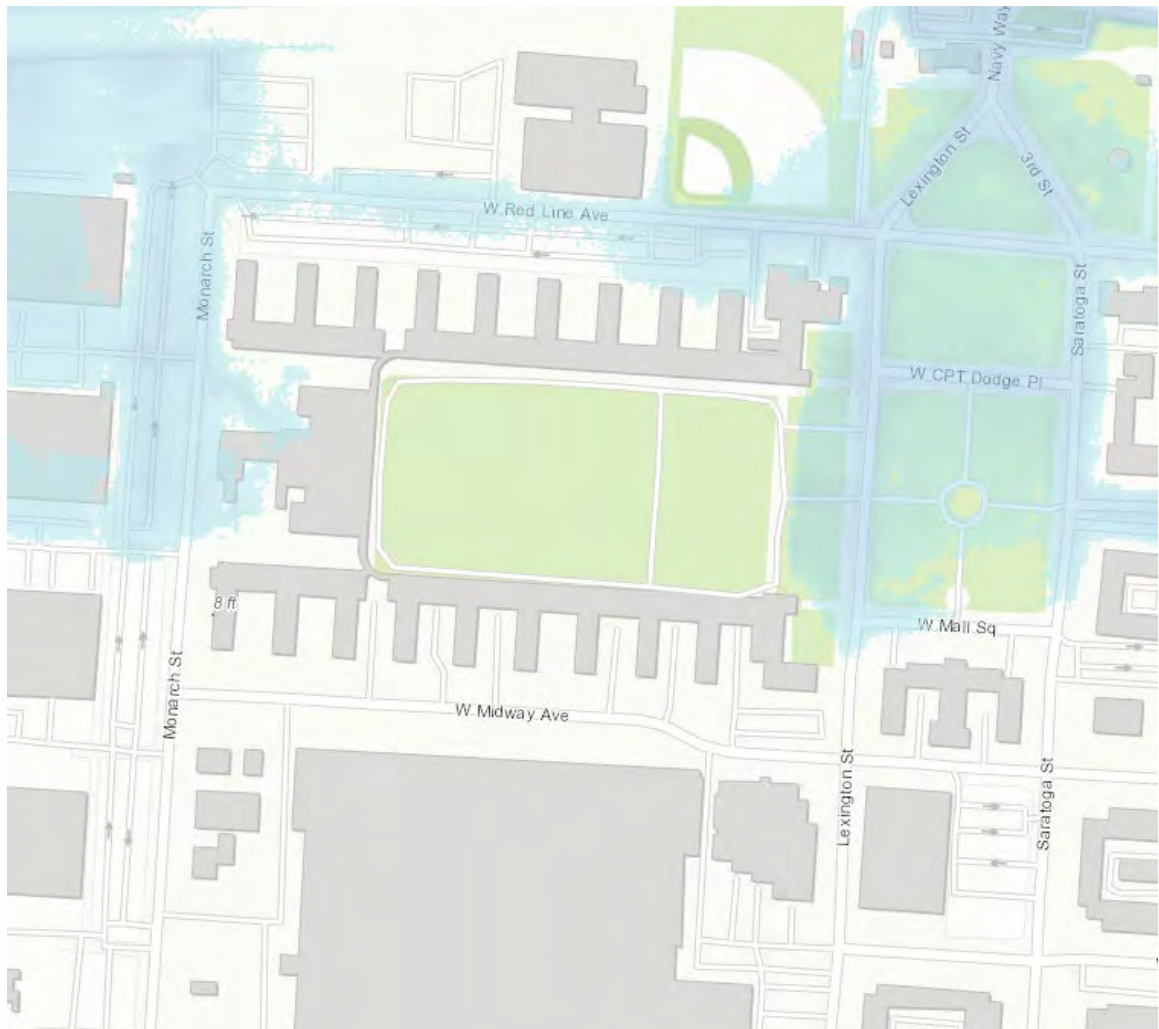 Navy Way
Lexington St
3rd St
W Red Line Ave
Monarch St
Saratoga St
W CPT Dodge Pl
8 ft
W Mall Sq
Monarch St
W Midway Ave
Lexington St
Saratoga St